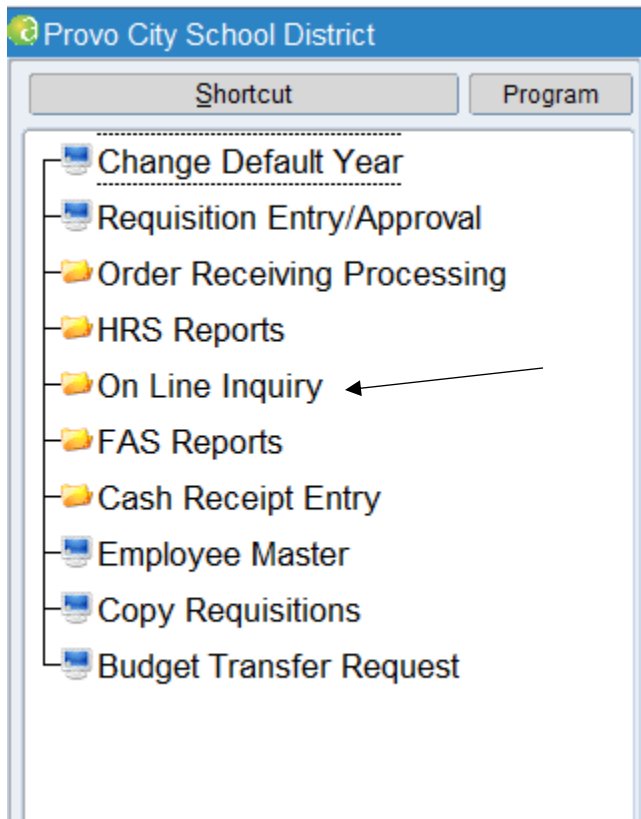 Provo City School District
Shortcut Program
Change Default Year
Requisition Entry/Approval
Order Receiving Processing
HRS Reports
On Line Inquiry
FAS Reports
Cash Receipt Entry
Employee Master
Copy Requisitions
Budget Transfer Request